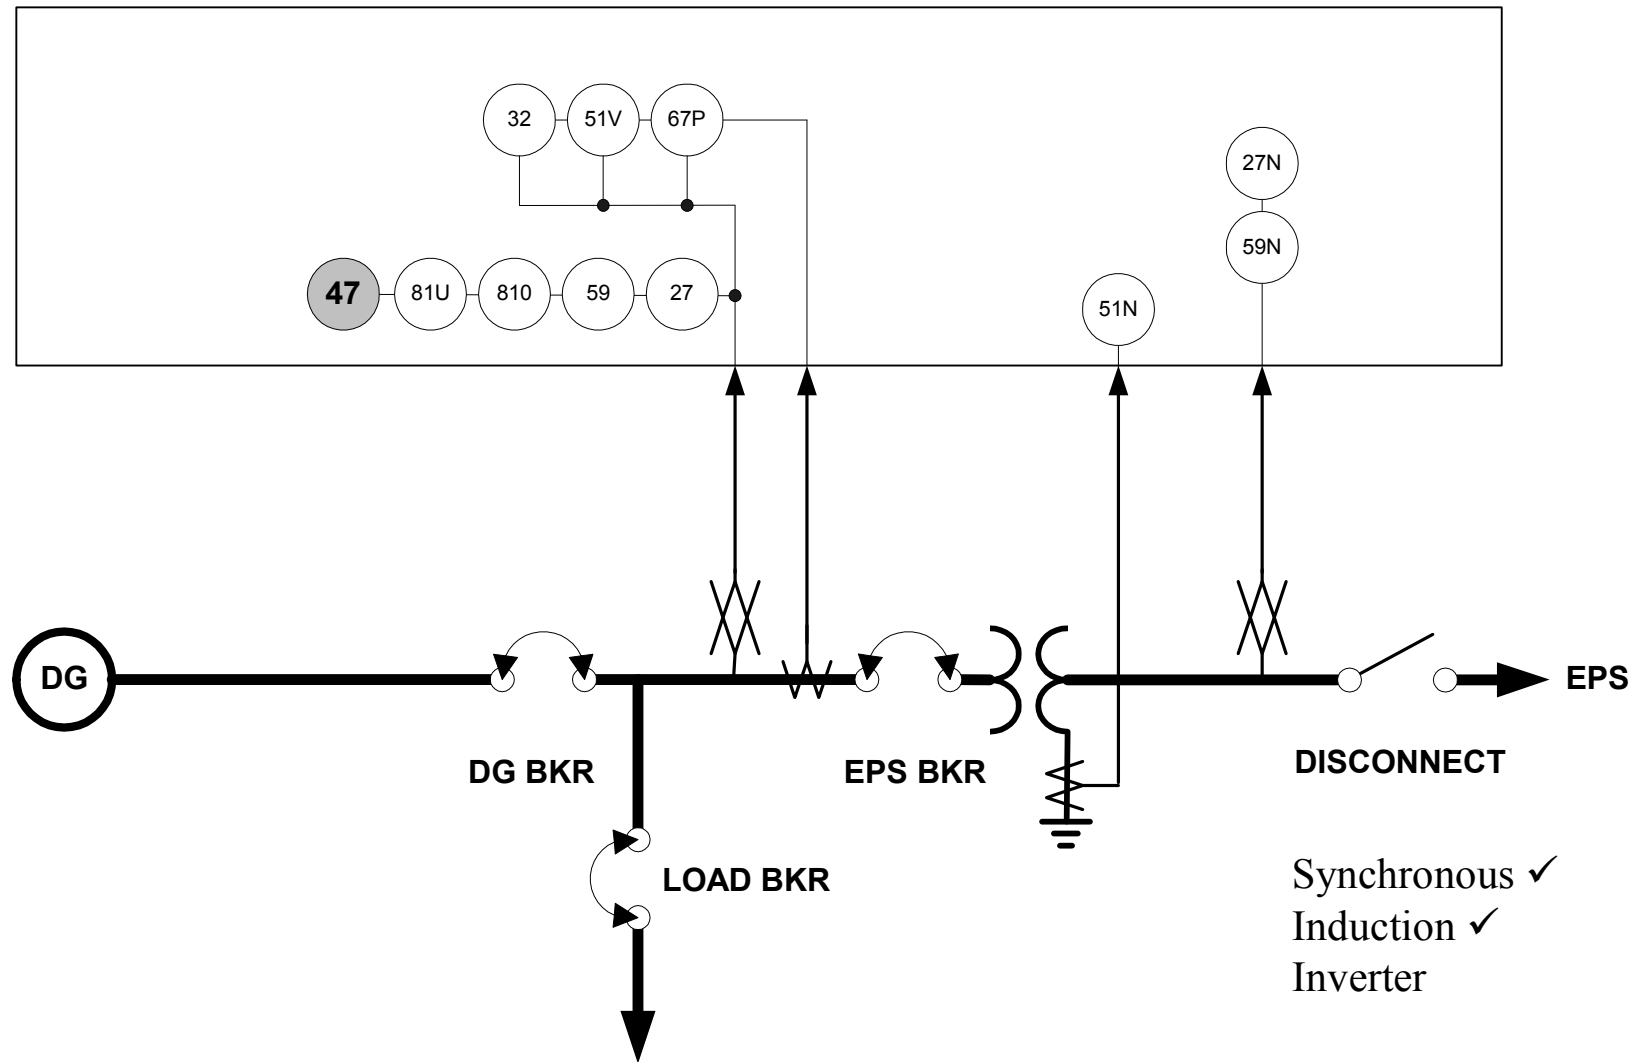 32 51V 67P
27N
59N
47 81U 810 59 27
51N
DG
EPS
DG BKR
EPS BKR
DISCONNECT
LOAD BKR
Synchronous ✓
Induction ✓
Inverter